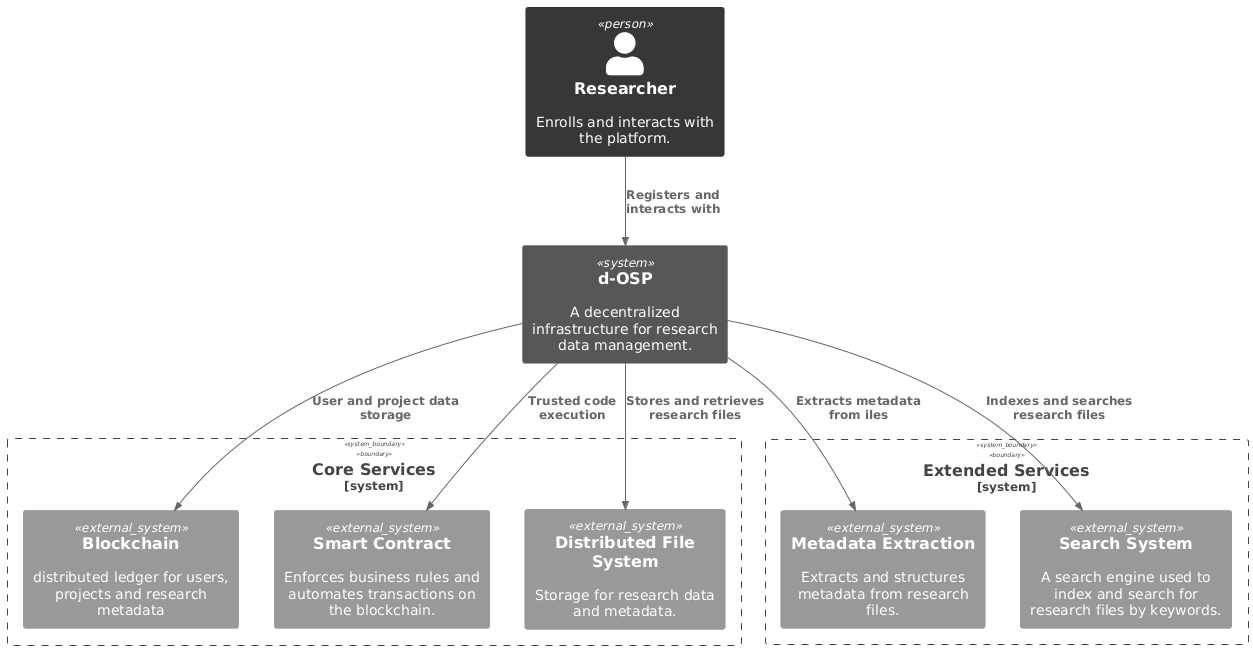 «person»
Researcher
Enrolls and interacts with
the platform.
Registers and
interacts with
«system»
d-OSP
A decentralized
infrastructure for research
data management.
User and project data
storage
Trusted code
execution
Stores and retrieves
research files
Extracts metadata
from iles
Indexes and searches
research files
«system_boundary»
«boundary»
Core Services
[system]
«external_system»
Blockchain
distributed ledger for users,
projects and research
metadata
«external_system»
Smart Contract
Enforces business rules and
automates transactions on
the blockchain.
«external_system»
Distributed File
System
Storage for research data
and metadata.
«system_boundary»
«boundary»
Extended Services
[system]
«external_system»
Metadata Extraction
Extracts and structures
metadata from research
files.
«external_system»
Search System
A search engine used to
index and search for
research files by keywords.